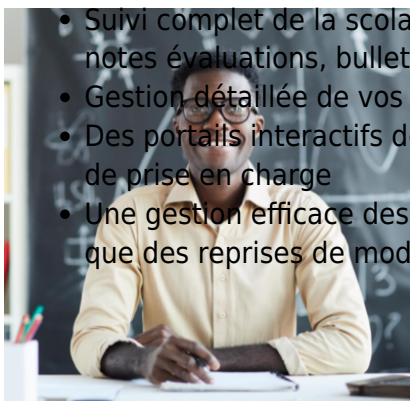 • Suivi complet de la scola
notes évaluations, bullet
• Gestion détaillée de vos
• Des portails interactifs d
de prise en charge
• Une gestion efficace des
que des reprises de mod